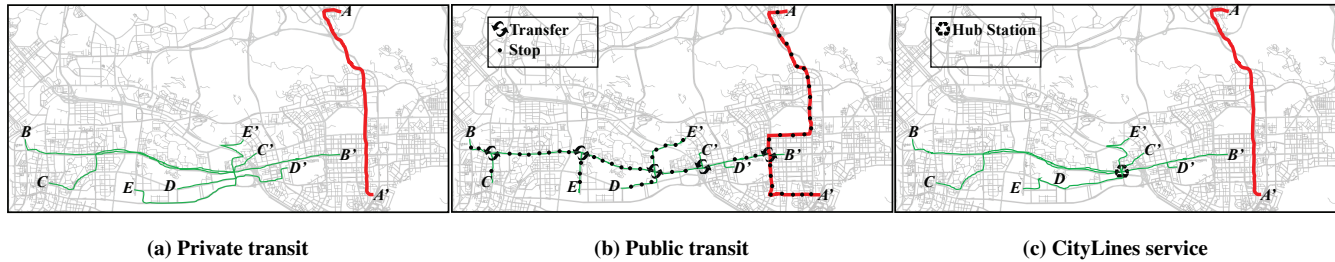 A
B
E'
C'
B'
D'
C
E
D
A'
(a) Private transit
Transfer
Stop
A
B
E'
C'
B'
D'
C
E
D
A'
(b) Public transit
Hub Station
A
B
E'
C'
B'
D'
C
E
D
A'
(c) CityLines service